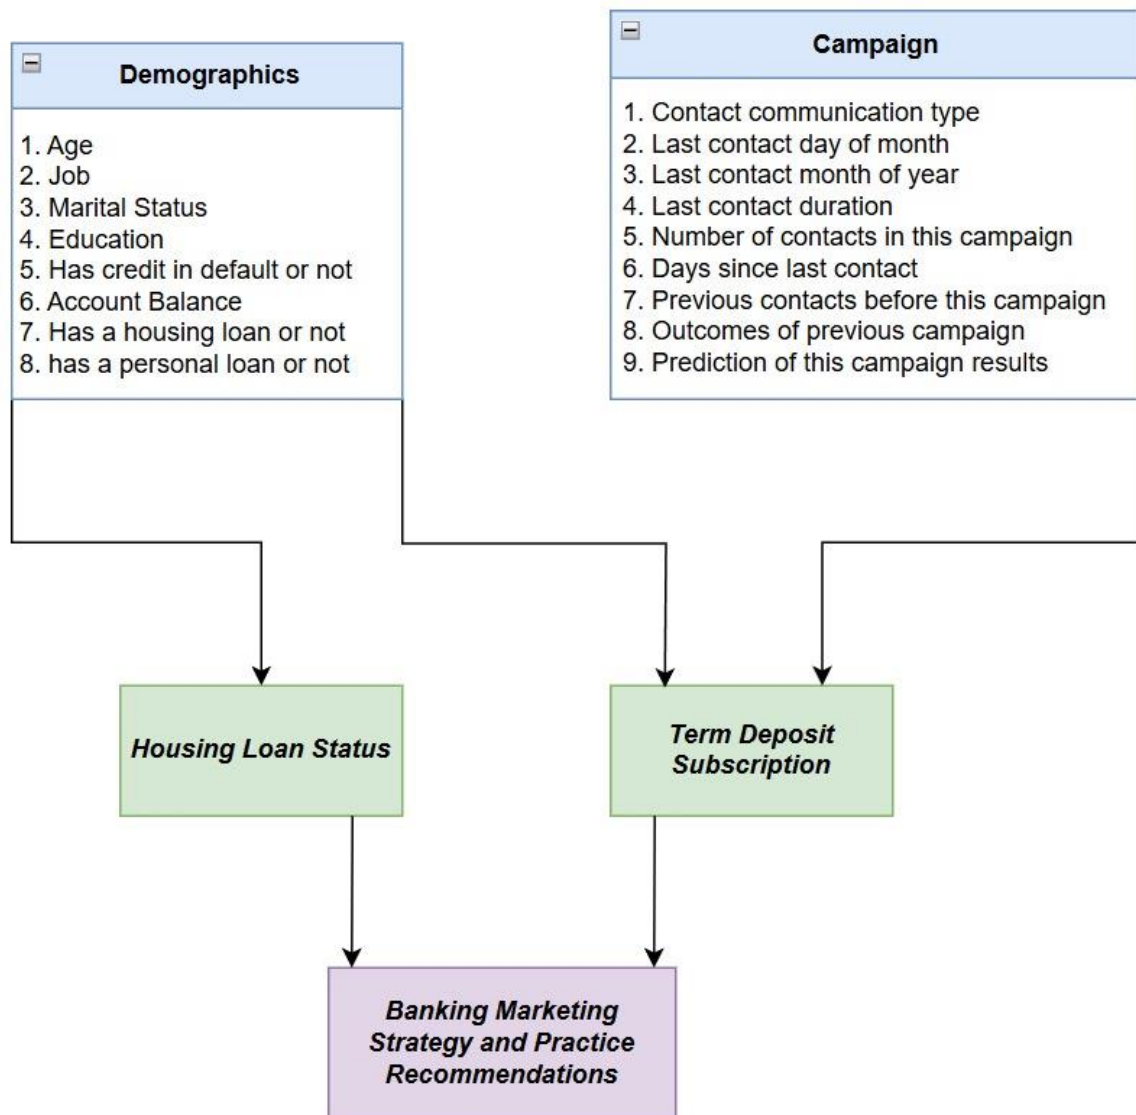 Demographics
1. Age
2. Job
3. Marital Status
4. Education
5. Has credit in default or not
6. Account Balance
7. Has a housing loan or not
8. has a personal loan or not
Campaign
1. Contact communication type
2. Last contact day of month
3. Last contact month of year
4. Last contact duration
5. Number of contacts in this campaign
6. Days since last contact
7. Previous contacts before this campaign
8. Outcomes of previous campaign
9. Prediction of this campaign results
Housing Loan Status
Term Deposit
Subscription
Banking Marketing
Strategy and Practice
Recommendations